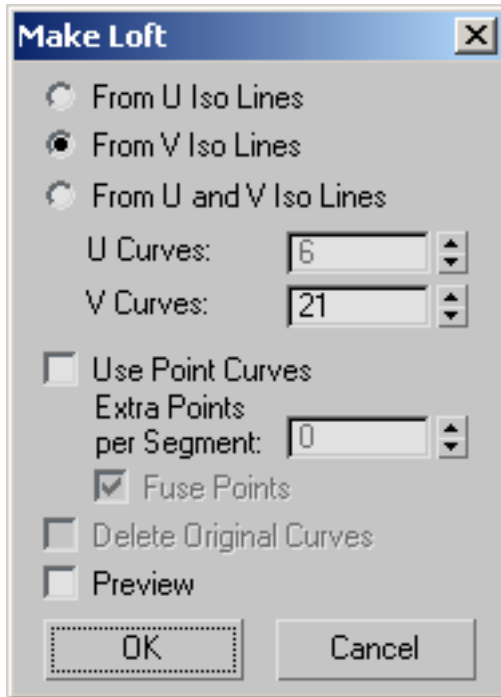 Make Loft
From U Iso Lines
From V Iso Lines
From U and V Iso Lines
U Curves: 6
V Curves: 21
Use Point Curves
Extra Points
per Segment: 0
Fuse Points
Delete Original Curves
Preview
OK Cancel